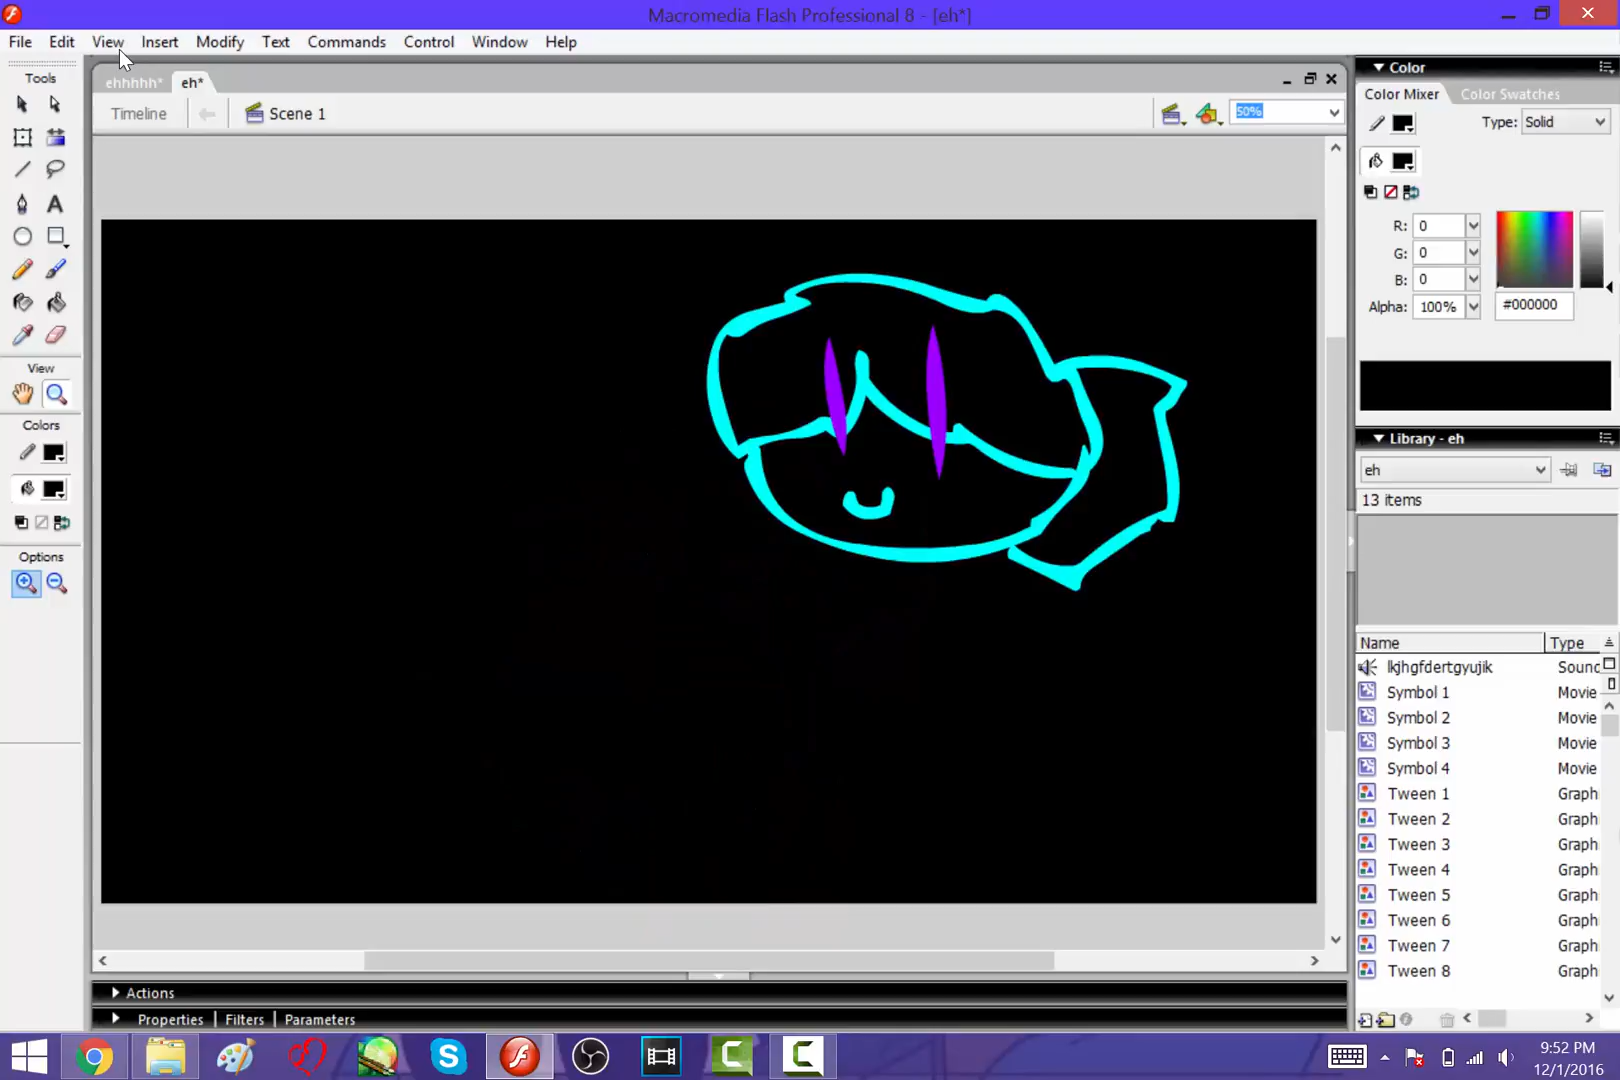 Macromedia Flash Professional 8 - [eh*]
File Edit View Insert Modify Text Commands Control Window Help
Tools
ehhhhh* eh*
Timeline Scene 1 50%
Color
Color Mixer Color Swatches
Type: Solid
R: 0
G: 0
B: 0
Alpha: 100% #000000
View
Colors
Options
Library - eh
eh
13 items
Name Type
lkjhgfdertgyujik Sound
Symbol 1 Movie
Symbol 2 Movie
Symbol 3 Movie
Symbol 4 Movie
Tween 1 Graph
Tween 2 Graph
Tween 3 Graph
Tween 4 Graph
Tween 5 Graph
Tween 6 Graph
Tween 7 Graph
Tween 8 Graph
Actions
Properties Filters Parameters
9:52 PM
12/1/2016